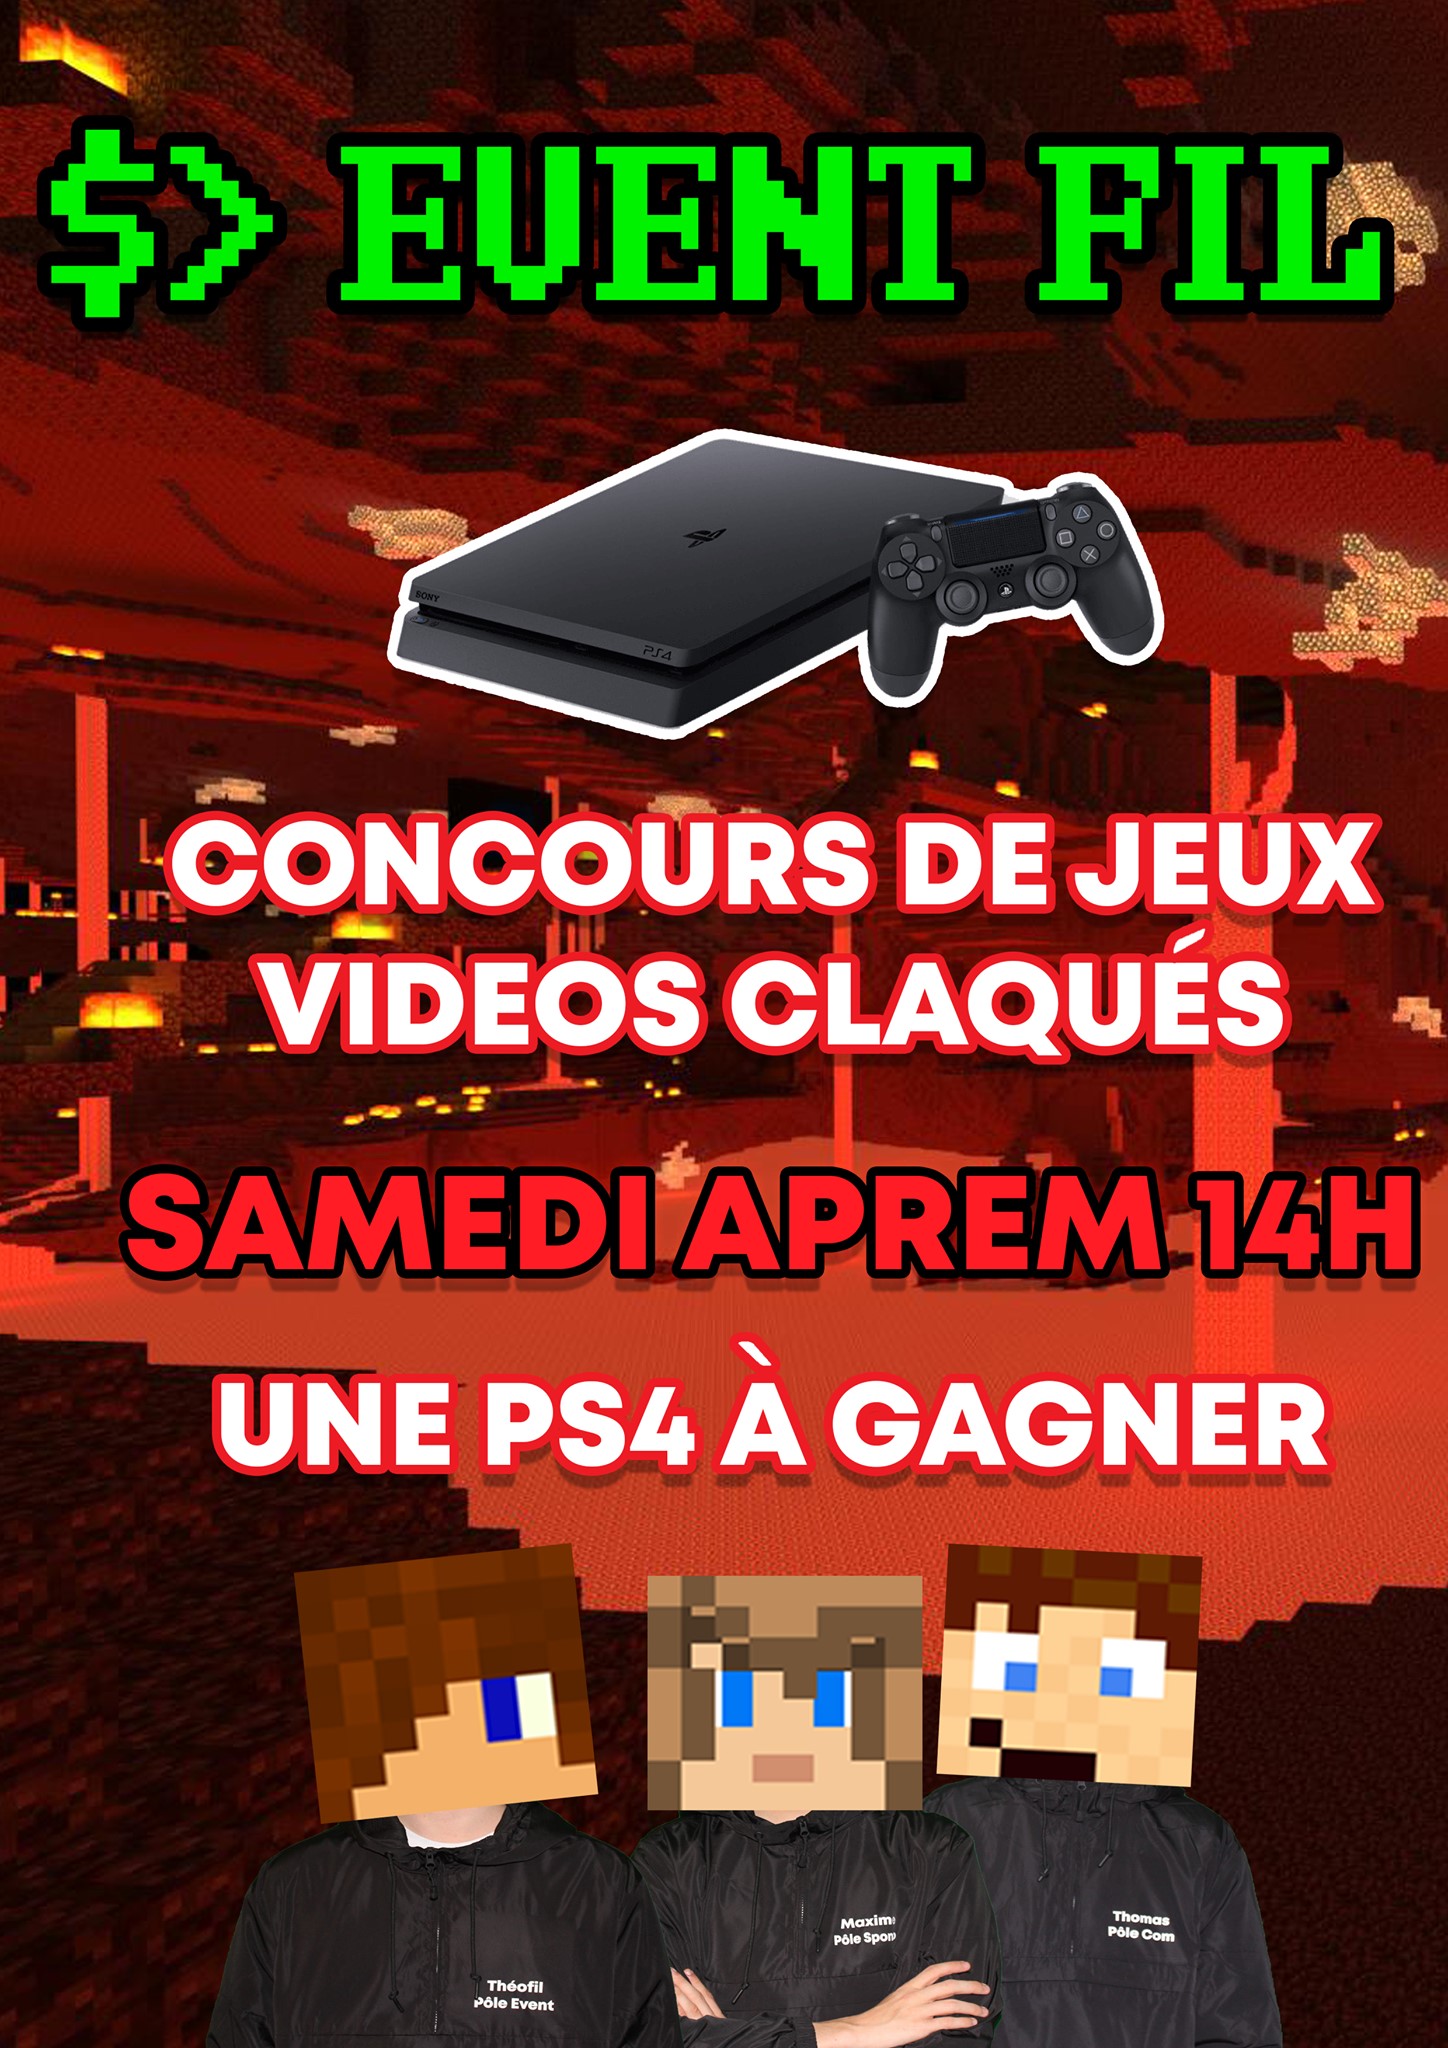 $> EVENT FIL
SONY
PS4
CONCOURS DE JEUX
VIDEOS CLAQUÉS
SAMEDI APREM 14H
UNE PS4 À GAGNER
Théofil
Pôle Event
Maxime
Pôle Spon
Thomas
Pôle Com